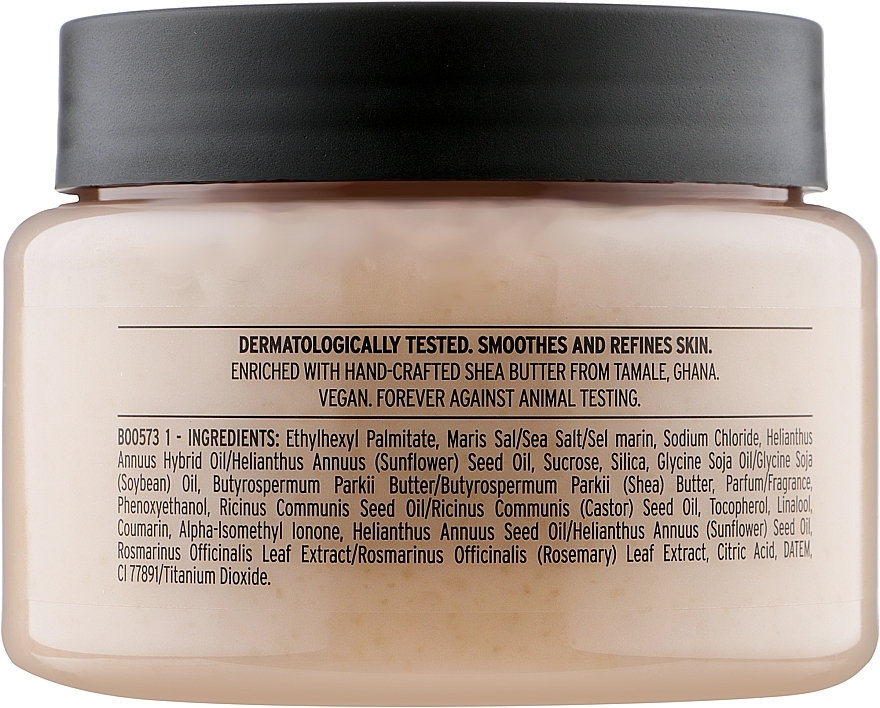 DERMATOLOGICALLY TESTED. SMOOTHES AND REFINES SKIN.
ENRICHED WITH HAND-CRAFTED SHEA BUTTER FROM TAMALE, GHANA.
VEGAN. FOREVER AGAINST ANIMAL TESTING.
B00573 1 - INGREDIENTS: Ethylhexyl Palmitate, Maris Sal/Sea Salt/Sel marin, Sodium Chloride, Helianthus
Annuus Hybrid Oil/Helianthus Annuus (Sunflower) Seed Oil, Sucrose, Silica, Glycine Soja Oil/Glycine Soja
(Soybean) Oil, Butyrospermum Parkii Butter/Butyrospermum Parkii (Shea) Butter, Parfum/Fragrance,
Phenoxyethanol, Ricinus Communis Seed Oil/Ricinus Communis (Castor) Seed Oil, Tocopherol, Linalool,
Coumarin, Alpha-Isomethyl Ionone, Helianthus Annuus Seed Oil/Helianthus Annuus (Sunflower) Seed Oil,
Rosmarinus Officinalis Leaf Extract/Rosmarinus Officinalis (Rosemary) Leaf Extract, Citric Acid, DATEM,
CI 77891/Titanium Dioxide.